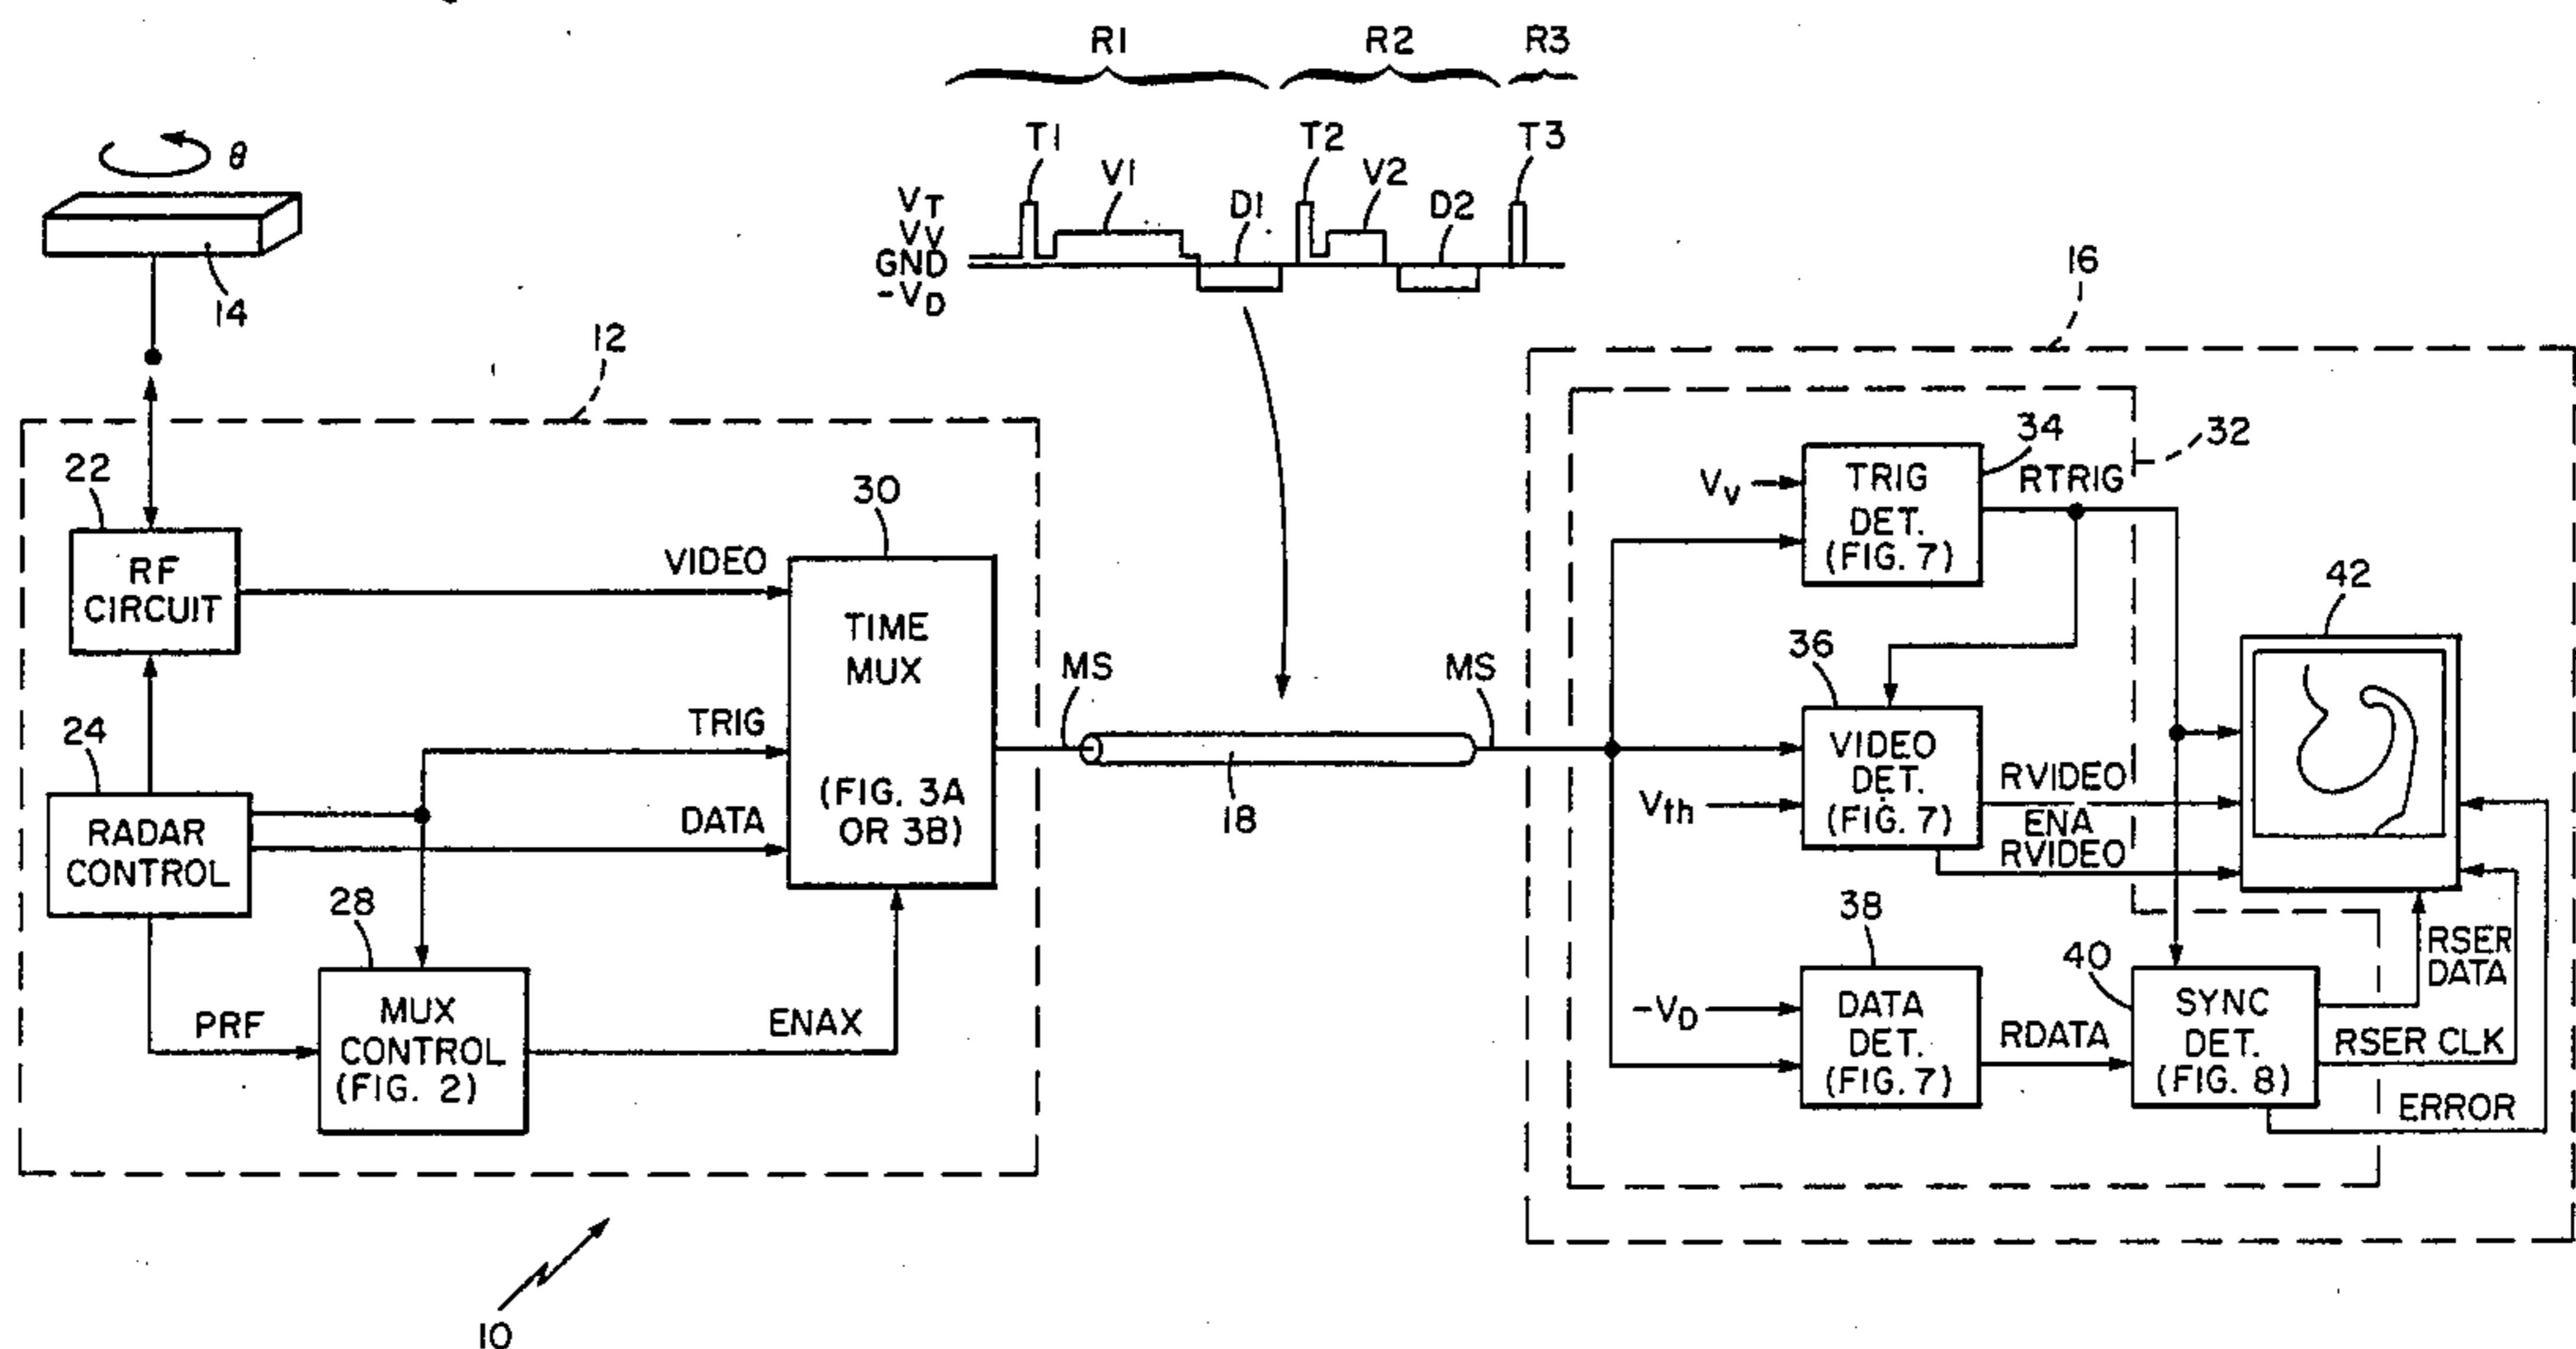 R1 R2 R3
T1 T2 T3
V1 V2
D1 D2
VT
VV
GND
-VD
θ
14
12
22
RF
CIRCUIT
VIDEO
30
TIME
MUX
(FIG. 3A
OR 3B)
TRIG
DATA
24
RADAR
CONTROL
28
MUX
CONTROL
(FIG. 2)
PRF
ENAX
10
MS
18
MS
16
32
34
TRIG
DET.
(FIG. 7)
Vv
RTRIG
36
VIDEO
DET.
(FIG. 7)
Vth
RVIDEO
ENA
RVIDEO
42
38
DATA
DET.
(FIG. 7)
-VD
RDATA
40
SYNC
DET.
(FIG. 8)
RSER
DATA
RSER CLK
ERROR